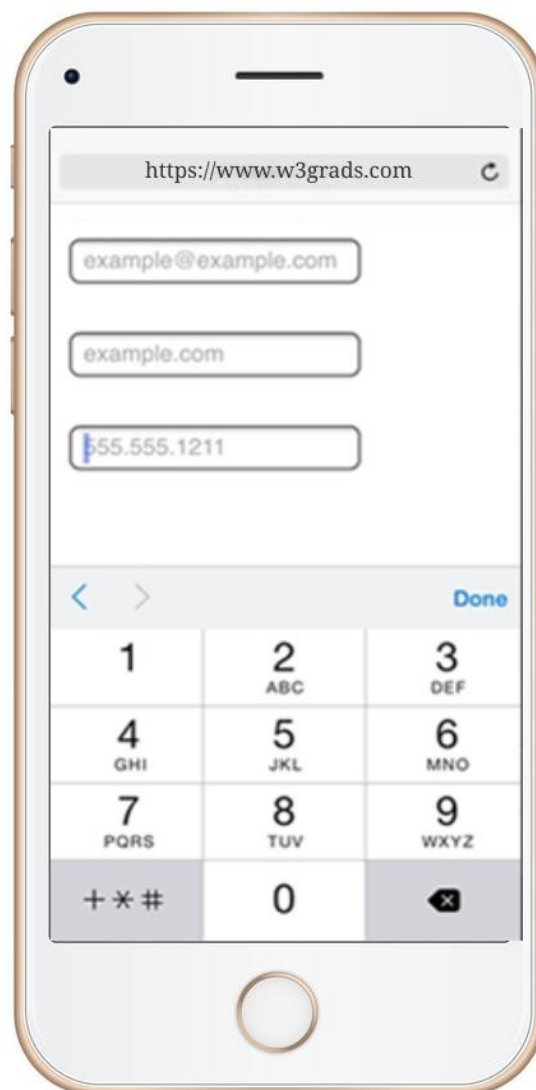 https://www.w3grads.com
example@example.com
example.com
555.555.1211
Done
1 2 3
ABC DEF
4 5 6
GHI JKL MNO
7 8 9
PQRS TUV WXYZ
+*# 0